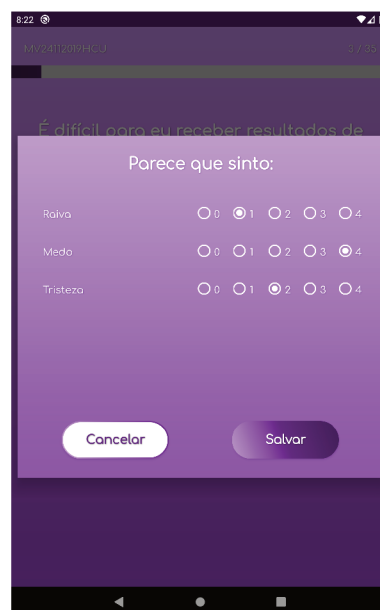 8:22
MV24112019HCJ 3 / 35
É difícil para eu receber resultados de
Parece que sinto:
Raiva 0 1 2 3 4
Medo 0 1 2 3 4
Tristeza 0 1 2 3 4
Cancelar Salvar